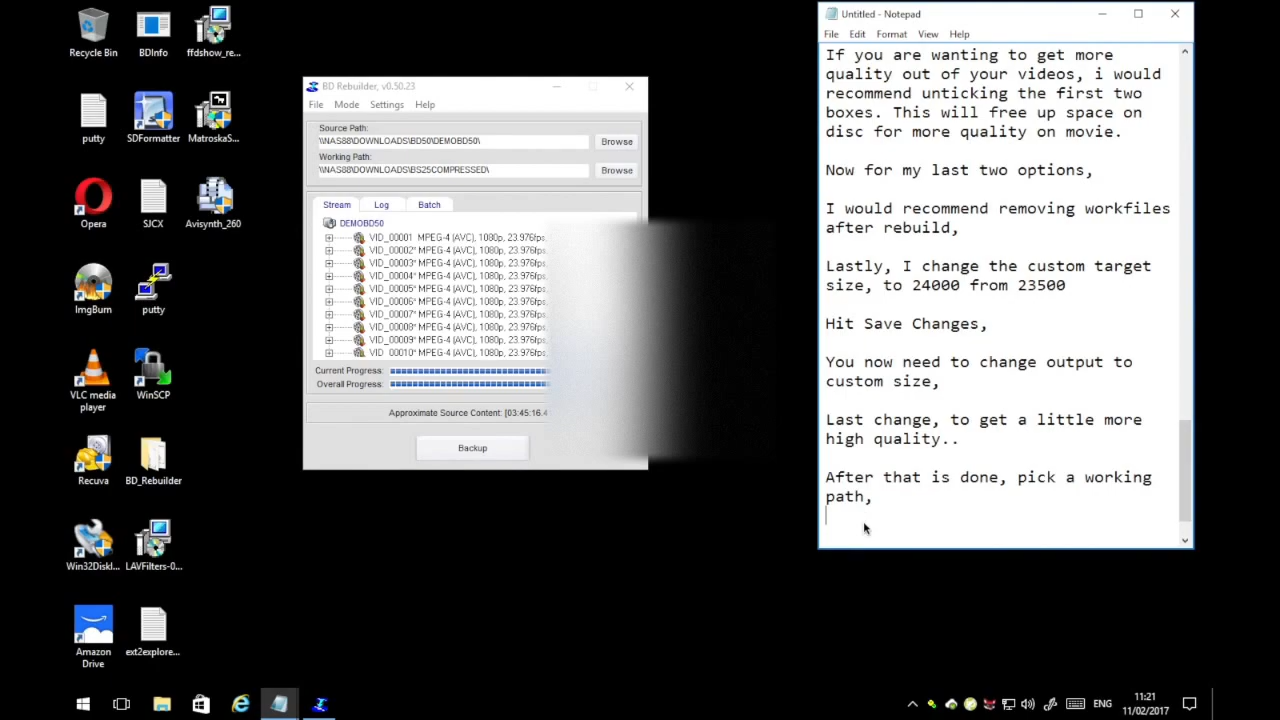 Recycle Bin
BDInfo
ffdshow_re...
putty
SDFormatter
MatroskaS...
Opera
SJCX
Avisynth_260
ImgBurn
putty
VLC media
player
WinSCP
Recuva
BD_Rebuilder
Win32DiskI...
LAVFilters-0...
Amazon
Drive
ext2explore...
BD Rebuilder, v0.50.23
File Mode Settings Help
Source Path:
\\NAS88\DOWNLOADS\BD50\DEMOBD50\
Browse
Working Path:
\\NAS88\DOWNLOADS\BS25COMPRESSED\
Browse
Stream Log Batch
DEMOBD50
VID_00001 MPEG-4 (AVC), 1080p, 23.976fps,
VID_00002* MPEG-4 (AVC), 1080p, 23.976fps,
VID_00003* MPEG-4 (AVC), 1080p, 23.976fps,
VID_00004* MPEG-4 (AVC), 1080p, 23.976fps,
VID_00005* MPEG-4 (AVC), 1080p, 23.976fps,
VID_00006* MPEG-4 (AVC), 1080p, 23.976fps,
VID_00007* MPEG-4 (AVC), 1080p, 23.976fps,
VID_00008* MPEG-4 (AVC), 1080p, 23.976fps,
VID_00009* MPEG-4 (AVC), 1080p, 23.976fps,
VID_00010* MPEG-4 (AVC), 1080p, 23.976fps,
Current Progress:
Overall Progress:
Approximate Source Content: [03:45:16.4
Backup
Untitled - Notepad
File Edit Format View Help
If you are wanting to get more
quality out of your videos, i would
recommend unticking the first two
boxes. This will free up space on
disc for more quality on movie.
Now for my last two options,
I would recommend removing workfiles
after rebuild,
Lastly, I change the custom target
size, to 24000 from 23500
Hit Save Changes,
You now need to change output to
custom size,
Last change, to get a little more
high quality..
After that is done, pick a working
path,
ENG
11:21
11/02/2017